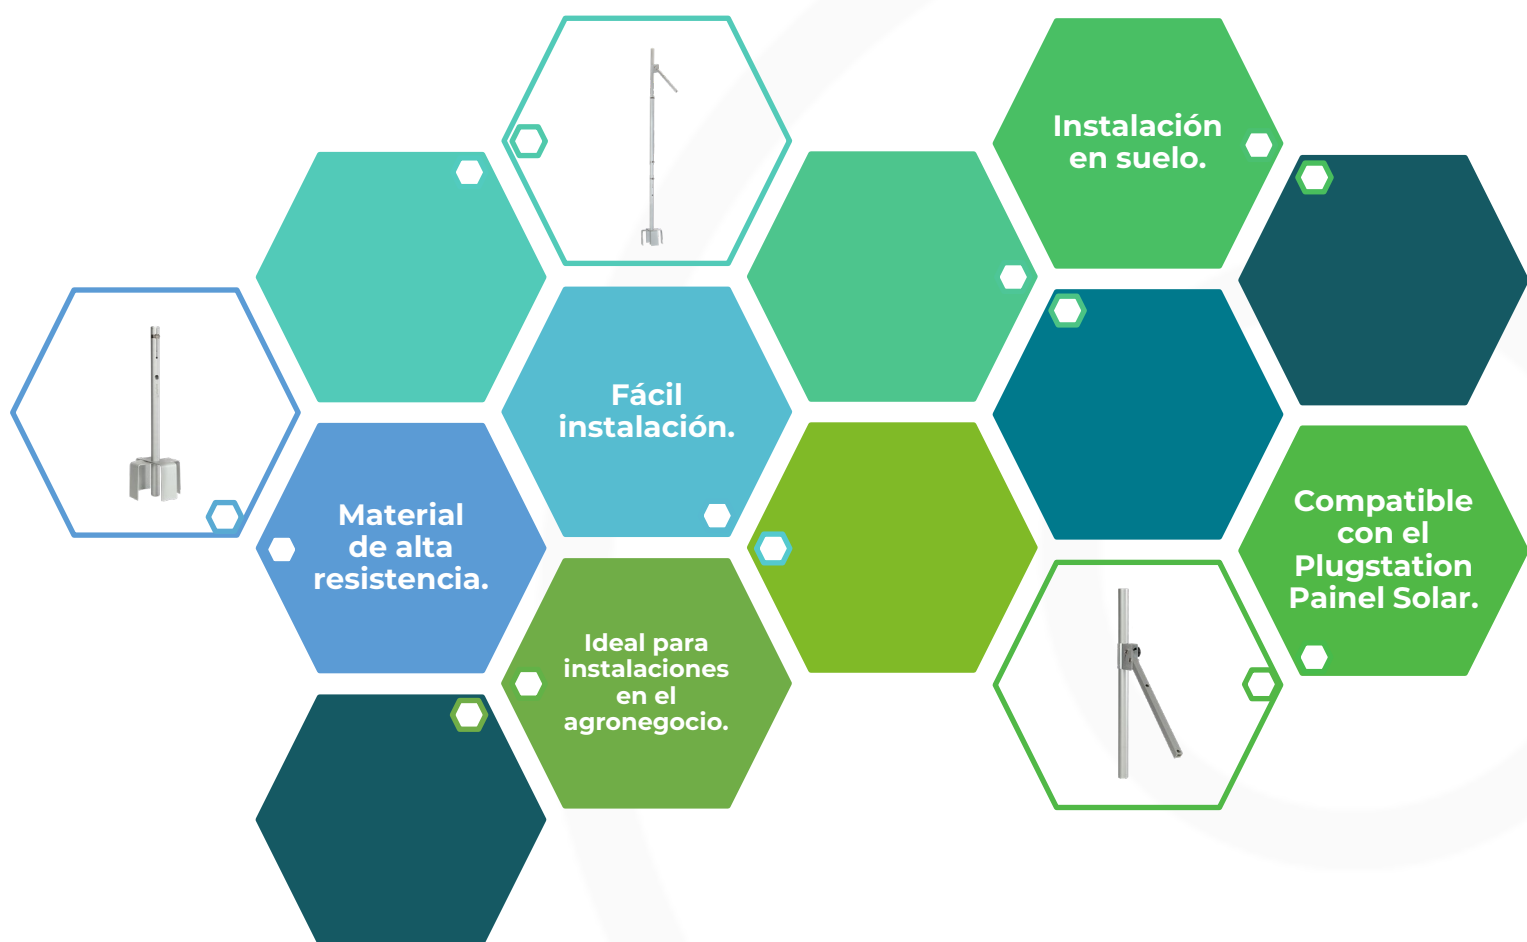 Instalación
en suelo.
Fácil
instalación.
Material
de alta
resistencia.
Compatible
con el
Plugstation
Painel Solar.
Ideal para
instalaciones
en el
agronegocio.